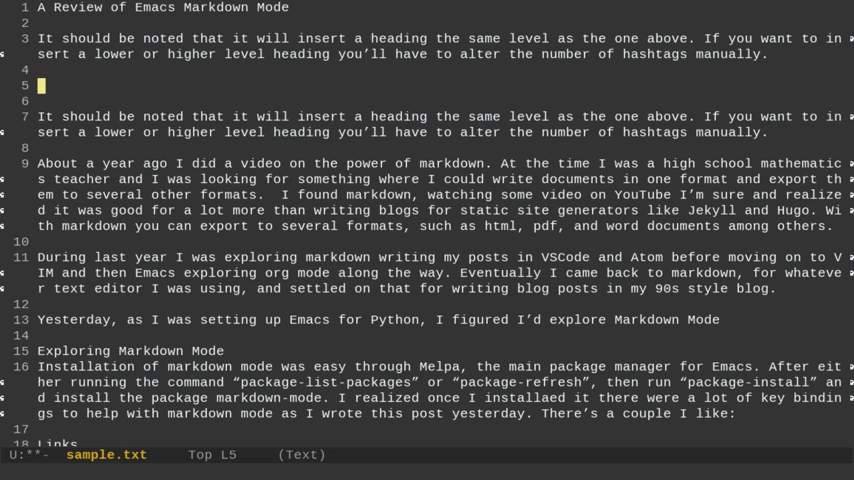 1 A Review of Emacs Markdown Mode
2
3 It should be noted that it will insert a heading the same level as the one above. If you want to in
sert a lower or higher level heading you’ll have to alter the number of hashtags manually.
4
5
6
7 It should be noted that it will insert a heading the same level as the one above. If you want to in
sert a lower or higher level heading you’ll have to alter the number of hashtags manually.
8
9 About a year ago I did a video on the power of markdown. At the time I was a high school mathematic
s teacher and I was looking for something where I could write documents in one format and export th
em to several other formats.  I found markdown, watching some video on YouTube I’m sure and realize
d it was good for a lot more than writing blogs for static site generators like Jekyll and Hugo. Wi
th markdown you can export to several formats, such as html, pdf, and word documents among others.
10
11 During last year I was exploring markdown writing my posts in VSCode and Atom before moving on to V
IM and then Emacs exploring org mode along the way. Eventually I came back to markdown, for whateve
r text editor I was using, and settled on that for writing blog posts in my 90s style blog.
12
13 Yesterday, as I was setting up Emacs for Python, I figured I’d explore Markdown Mode
14
15 Exploring Markdown Mode
16 Installation of markdown mode was easy through Melpa, the main package manager for Emacs. After eit
her running the command “package-list-packages” or “package-refresh”, then run “package-install” an
d install the package markdown-mode. I realized once I installaed it there were a lot of key bindin
gs to help with markdown mode as I wrote this post yesterday. There’s a couple I like:
17
18 Links
U:**-  sample.txt     Top L5     (Text)